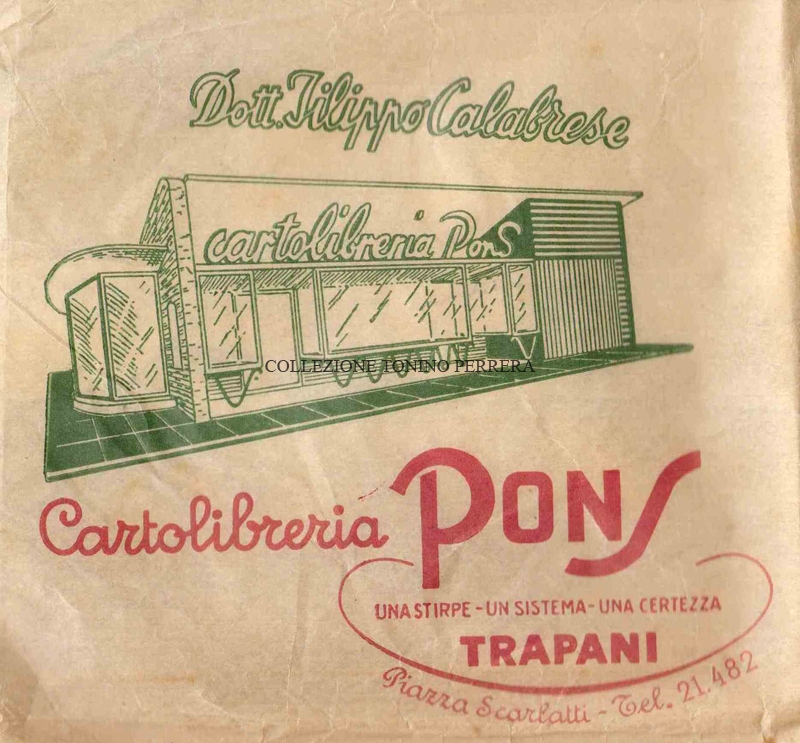 Dott. Filippo Calabrese
cartolibreria Pons
COLLEZIONE TONINO PERRERA
Cartolibreria PONS
UNA STIRPE - UN SISTEMA - UNA CERTEZZA
TRAPANI
Piazza Scarlatti - Tel. 21.482